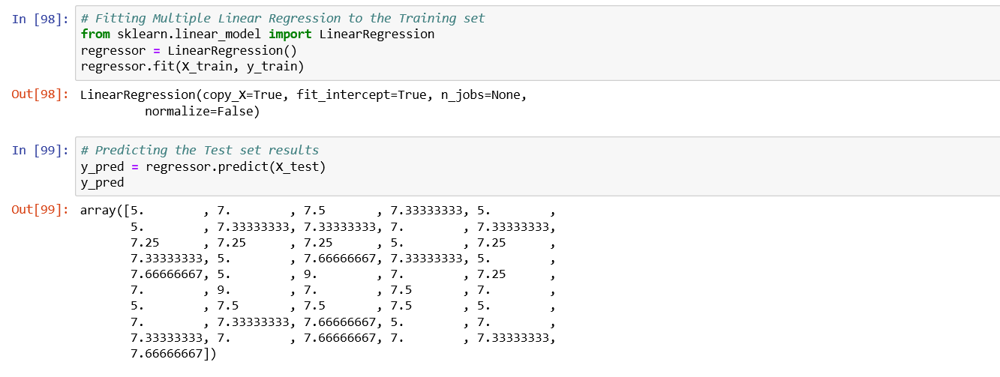 In [98]: # Fitting Multiple Linear Regression to the Training set
from sklearn.linear_model import LinearRegression
regressor = LinearRegression()
regressor.fit(X_train, y_train)
Out[98]: LinearRegression(copy_X=True, fit_intercept=True, n_jobs=None,
         normalize=False)
In [99]: # Predicting the Test set results
y_pred = regressor.predict(X_test)
y_pred
Out[99]: array([5.        , 7.        , 7.5       , 7.33333333, 5.        ,
       5.        , 7.33333333, 7.33333333, 7.        , 7.33333333,
       7.25      , 7.25      , 7.25      , 5.        , 7.25      ,
       7.33333333, 5.        , 7.66666667, 7.33333333, 5.        ,
       7.66666667, 5.        , 9.        , 7.        , 7.25      ,
       7.        , 9.        , 7.        , 7.5       , 7.        ,
       5.        , 7.5       , 7.5       , 7.5       , 5.        ,
       7.        , 7.33333333, 7.66666667, 5.        , 7.        ,
       7.33333333, 7.        , 7.66666667, 7.        , 7.33333333,
       7.66666667])